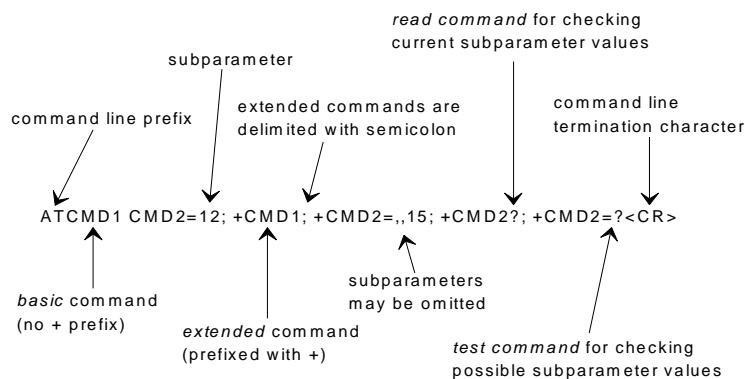 read command for checking
current subparameter values
subparameter
extended commands are
delimited with semicolon
command line
termination character
command line prefix
ATCMD1 CMD2=12; +CMD1; +CMD2=,,15; +CMD2?; +CMD2=?<CR>
subparameters
may be omitted
basic command
(no + prefix)
extended command
(prefixed with +)
test command for checking
possible subparameter values